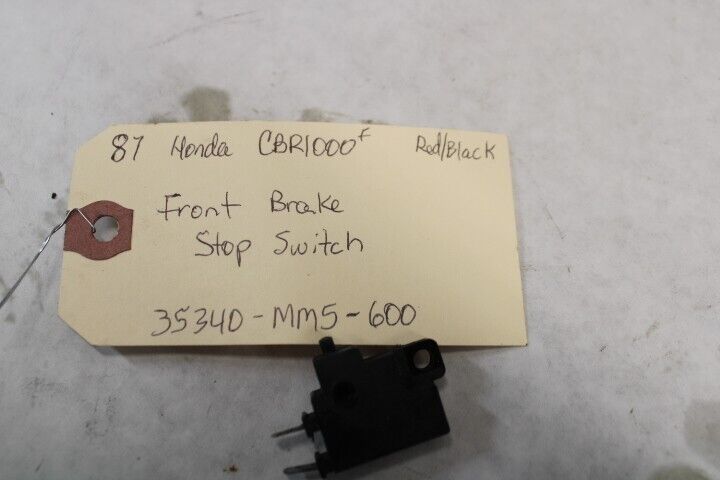 87 Honda CBR1000F Red/Black
Front Brake
Stop Switch
35340-MM5-600